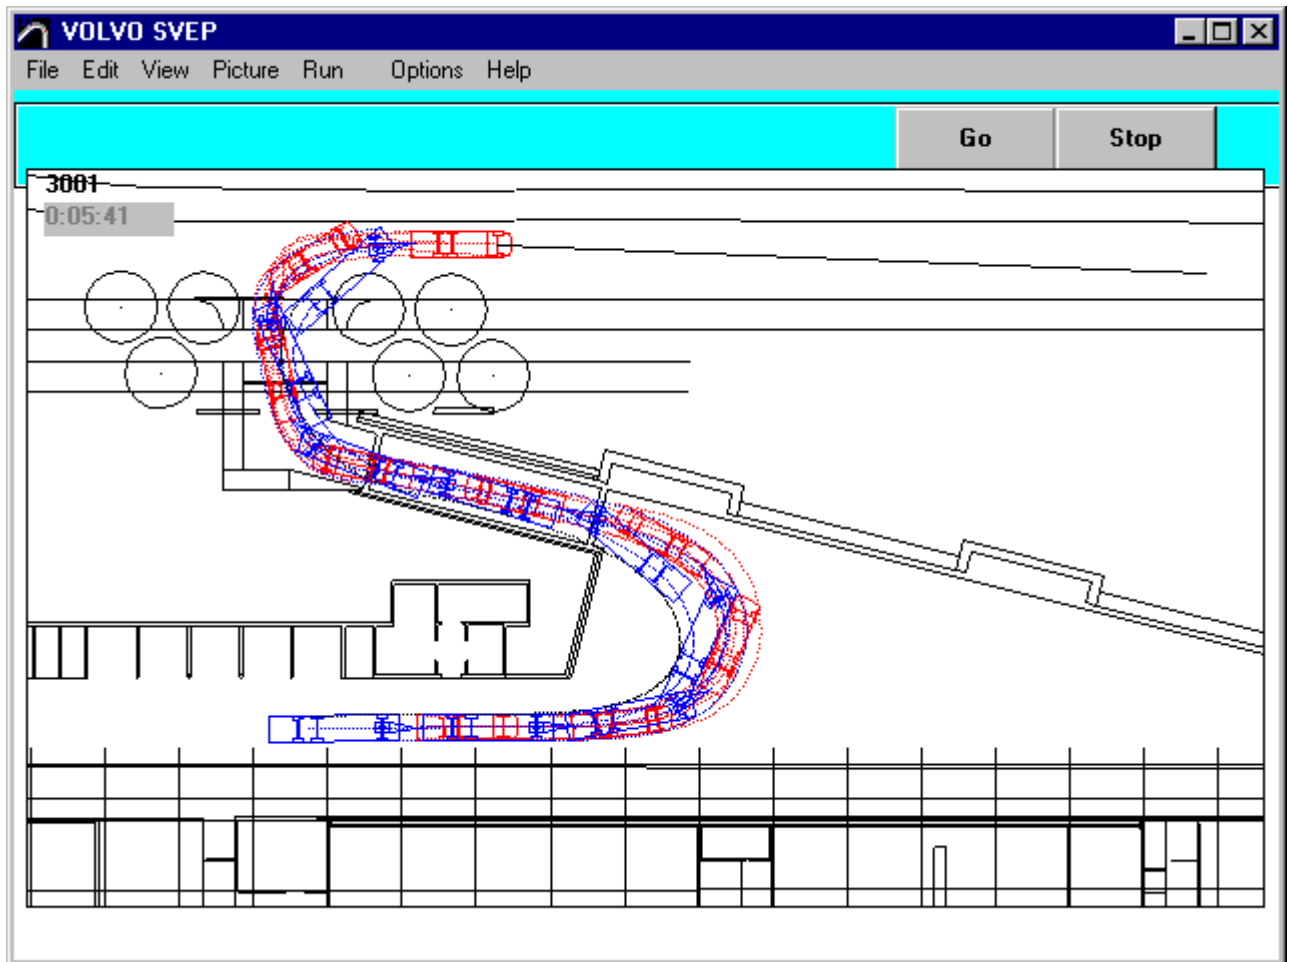 VOLVO SVEP
File Edit View Picture Run Options Help
Go Stop
3001
0:05:41